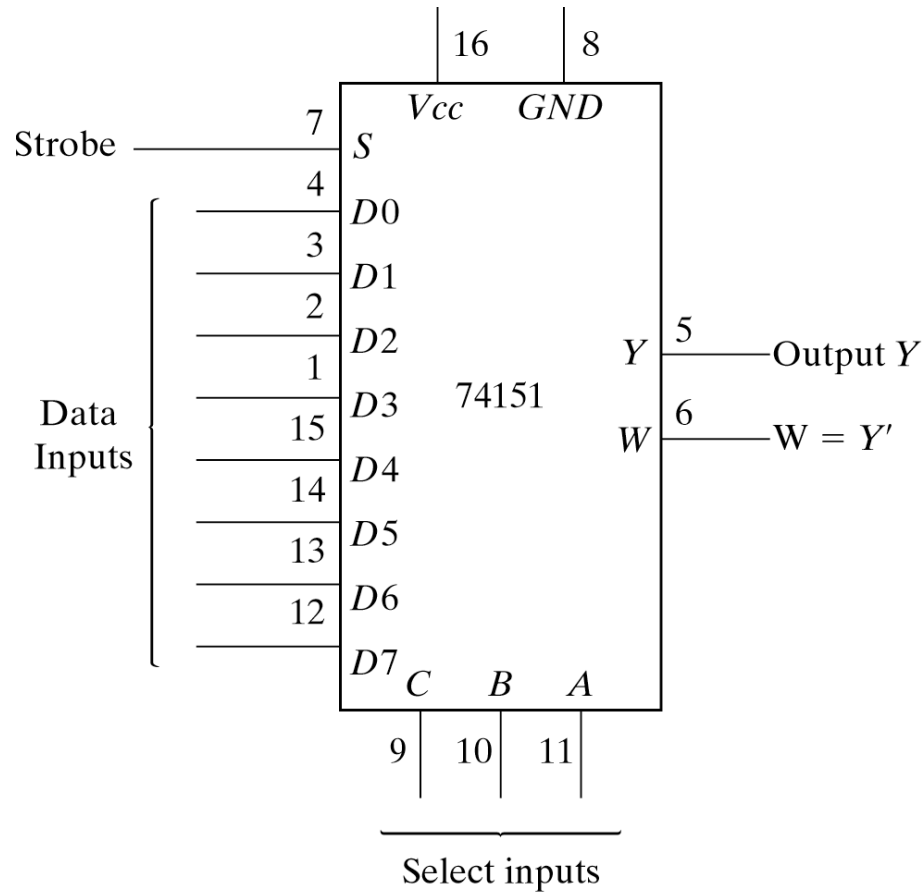 16
8
Vcc
GND
7
Strobe
S
4
D0
3
D1
2
D2
1
D3
15
D4
14
D5
13
D6
12
D7
Data
Inputs
74151
Y
5
Output Y
W
6
W = Y'
C
B
A
9
10
11
Select inputs